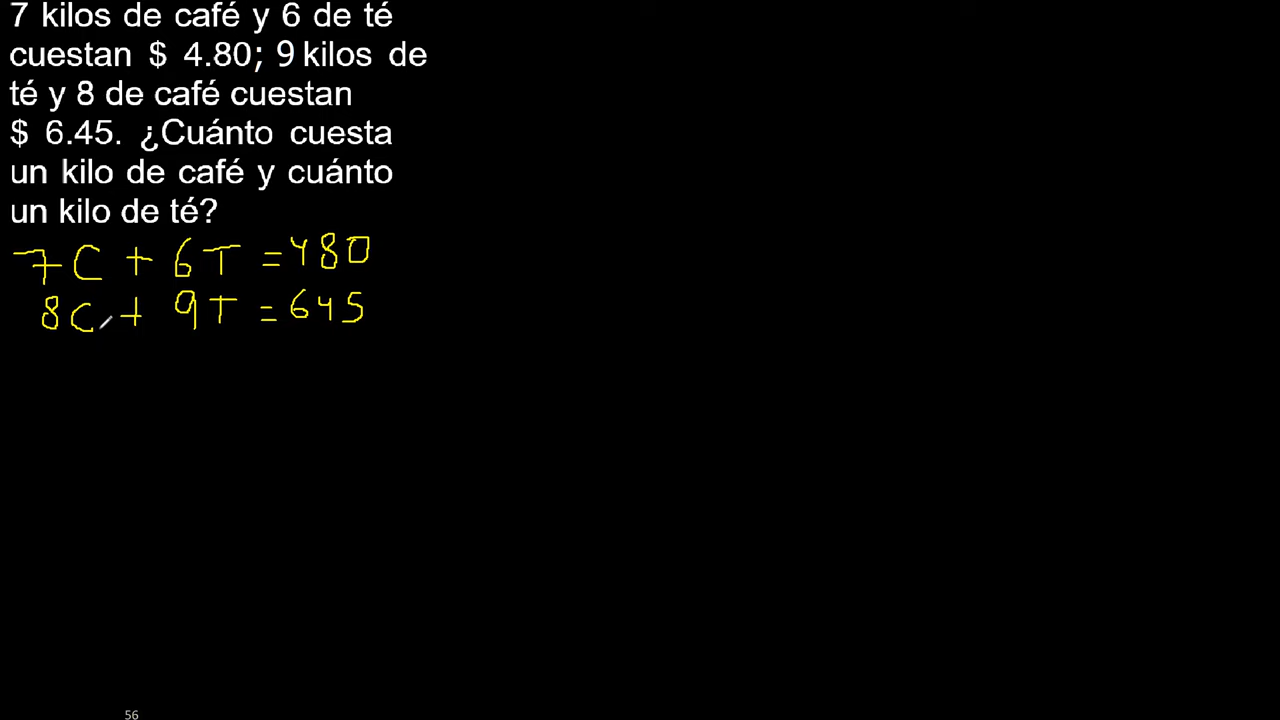 7 kilos de café y 6 de té
cuestan $ 4.80; 9 kilos de
té y 8 de café cuestan
$ 6.45. ¿Cuánto cuesta
un kilo de café y cuánto
un kilo de té?
7C + 6T = 480
8C + 9T = 645
56